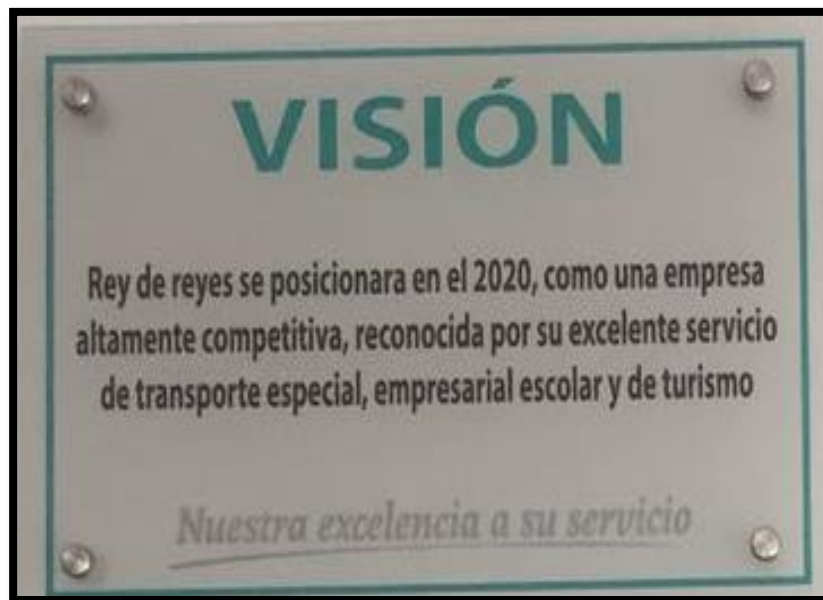 VISIÓN
Rey de reyes se posicionara en el 2020, como una empresa
altamente competitiva, reconocida por su excelente servicio
de transporte especial, empresarial escolar y de turismo
Nuestra excelencia a su servicio